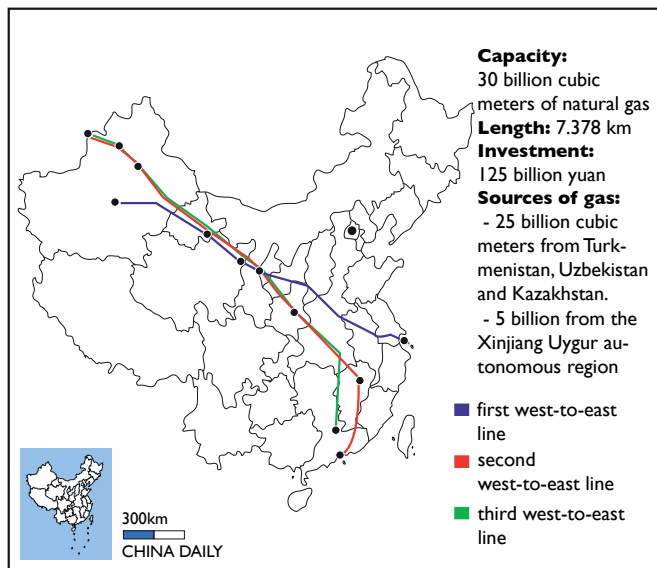 Capacity:
30 billion cubic
meters of natural gas
Length: 7.378 km
Investment:
125 billion yuan
Sources of gas:
- 25 billion cubic
meters from Turk-
menistan, Uzbekistan
and Kazakhstan.
- 5 billion from the
Xinjiang Uygur au-
tonomous region
first west-to-east
line
second
west-to-east line
third west-to-east
line
300km
CHINA DAILY